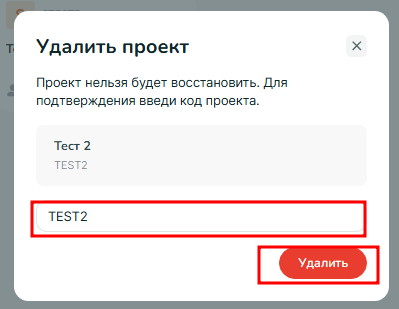 Удалить проект
Проект нельзя будет восстановить. Для
подтверждения введи код проекта.
Тест 2
TEST2
TEST2
Удалить